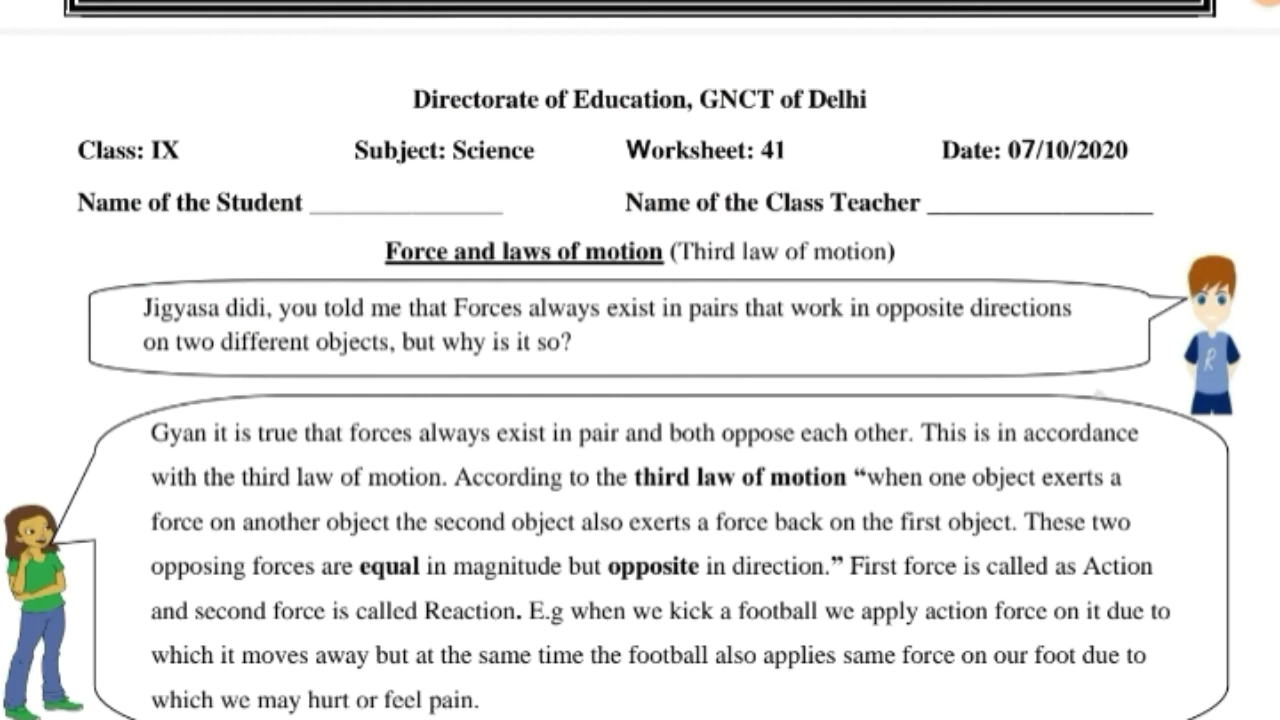 Directorate of Education, GNCT of Delhi
Class: IX Subject: Science Worksheet: 41 Date: 07/10/2020
Name of the Student _______________ Name of the Class Teacher _________________
Force and laws of motion (Third law of motion)
Jigyasa didi, you told me that Forces always exist in pairs that work in opposite directions
on two different objects, but why is it so?
R
Gyan it is true that forces always exist in pair and both oppose each other. This is in accordance
with the third law of motion. According to the third law of motion “when one object exerts a
force on another object the second object also exerts a force back on the first object. These two
opposing forces are equal in magnitude but opposite in direction.” First force is called as Action
and second force is called Reaction. E.g when we kick a football we apply action force on it due to
which it moves away but at the same time the football also applies same force on our foot due to
which we may hurt or feel pain.